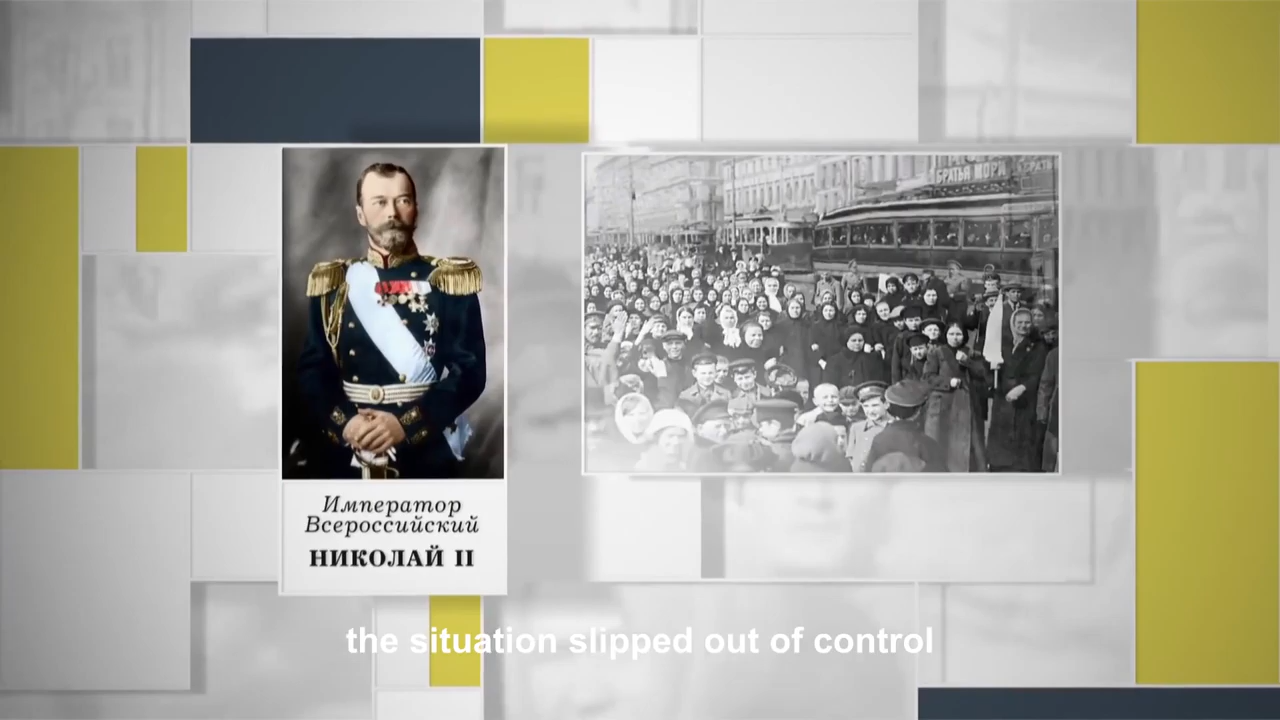 БРАТЬЯ МОРИ
Император
Всероссийский
НИКОЛАЙ II
the situation slipped out of control